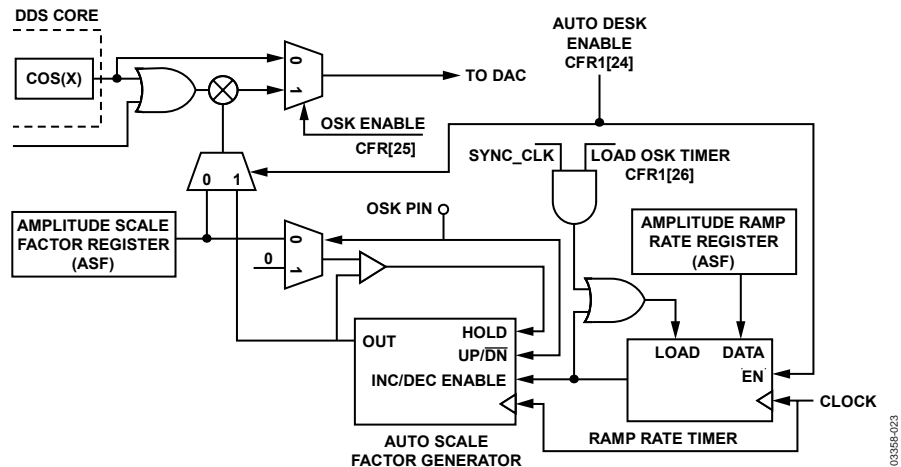 DDS CORE
COS(X)
0
1
TO DAC
OSK ENABLE
CFR[25]
AUTO DESK
ENABLE
CFR1[24]
SYNC_CLK
LOAD OSK TIMER
CFR1[26]
0 1
AMPLITUDE SCALE
FACTOR REGISTER
(ASF)
OSK PIN
0
0
1
AMPLITUDE RAMP
RATE REGISTER
(ASF)
OUT
HOLD
UP/DN
INC/DEC ENABLE
LOAD DATA
EN
CLOCK
RAMP RATE TIMER
AUTO SCALE
FACTOR GENERATOR
03358-023